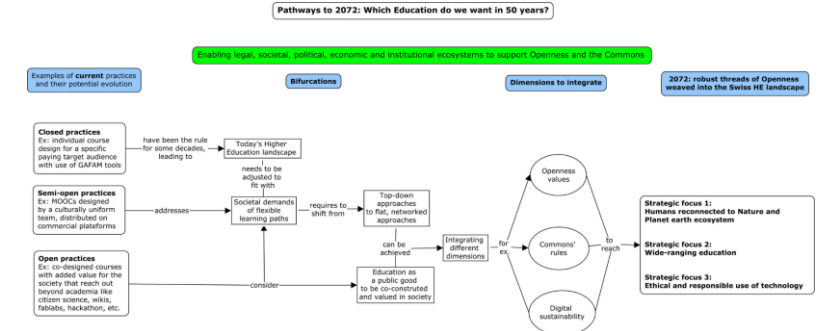 Pathways to 2072: Which Education do we want in 50 years?
Enabling legal, societal, political, economic and institutional ecosystems to support Openness and the Commons
Examples of current practices
and their potential evolution
Bifurcations
Dimensions to integrate
2072: robust threads of Openness
weaved into the Swiss HE landscape
Closed practices
Ex: individual course
design for a specific
paying target audience
with use of GAFAM tools
have been the rule
for some decades,
leading to
Today's Higher
Education landscape
needs to be
adjusted to
fit with
Semi-open practices
Ex: MOOCs designed
by a culturally uniform
team, distributed on
commercial plateforms
addresses
Societal demands
of flexible
learning paths
requires to
shift from
Top-down
approaches
to flat, networked
approaches
can be
achieved
Open practices
Ex: co-designed courses
with added value for the
society that reach out
beyond academia like
citizen science, wikis,
fablabs, hackathon, etc.
consider
Education as
a public good
to be co-construted
and valued in society
Integrating
different
dimensions
for
ex.
Openness
values
Commons'
rules
Digital
sustainability
to
reach
Strategic focus 1:
Humans reconnected to Nature and
Planet earth ecosystem
Strategic focus 2:
Wide-ranging education
Strategic focus 3:
Ethical and responsible use of technology